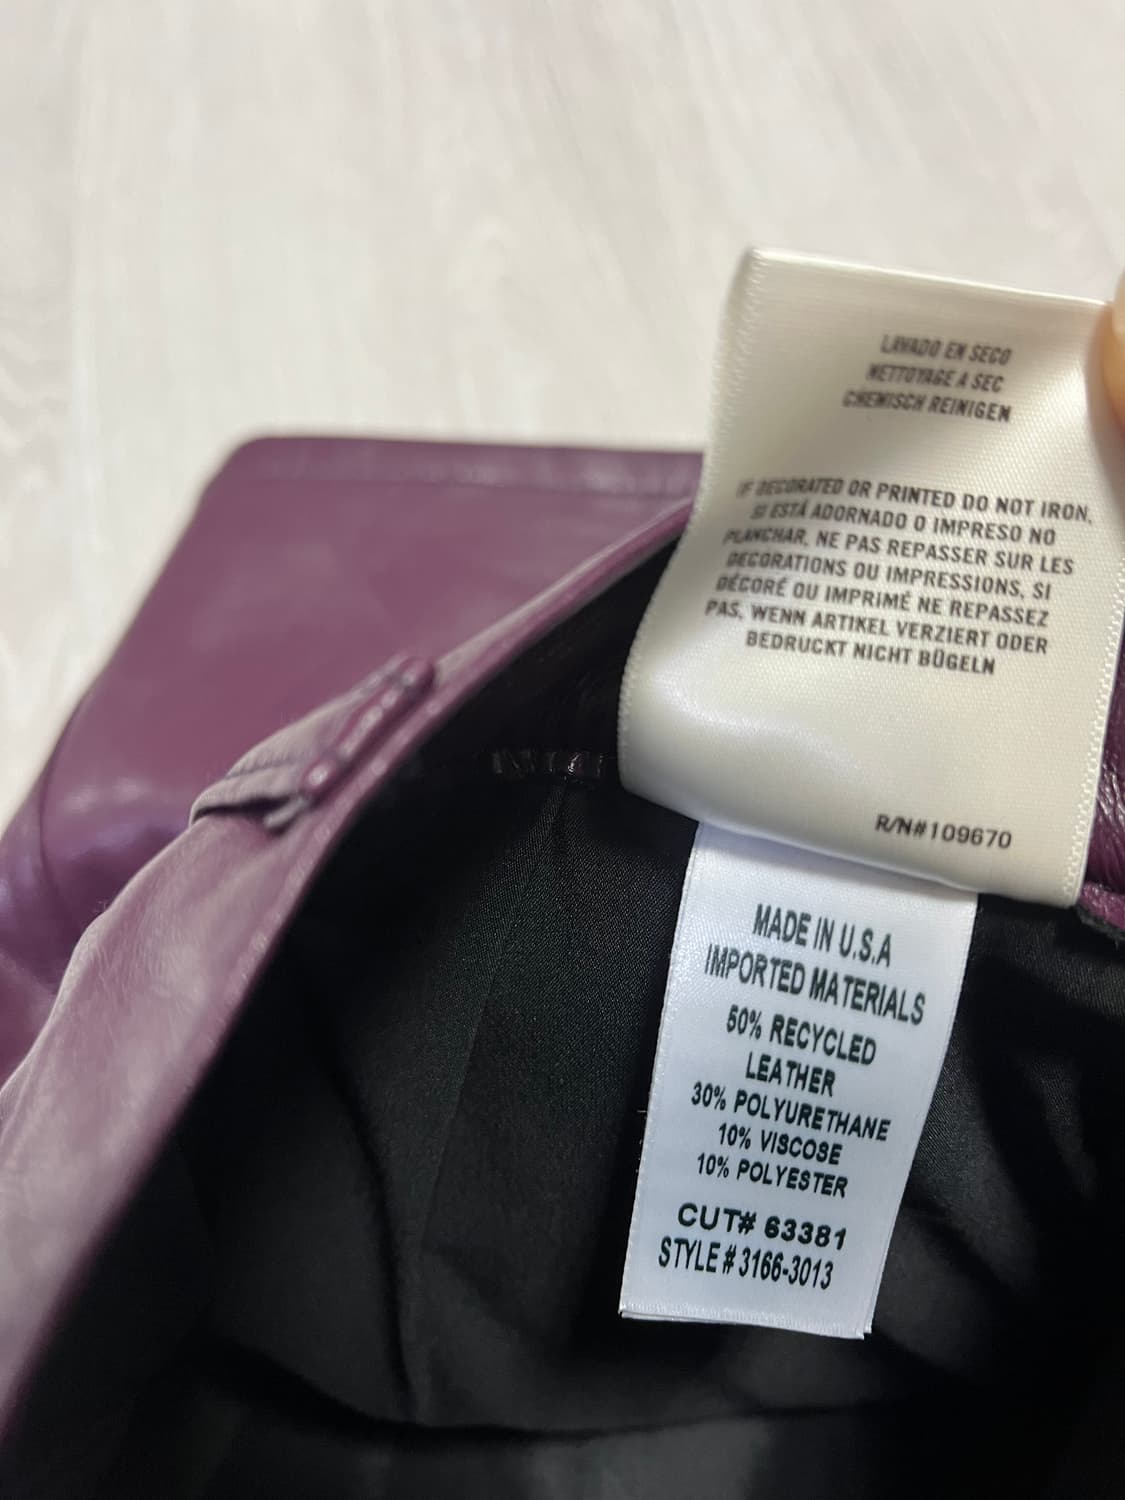 LAVADO EN SECO
NETTOYAGE A SEC
CHEMISCH REINIGEN
IF DECORATED OR PRINTED DO NOT IRON,
SI ESTÁ ADORNADO O IMPRESO NO
PLANCHAR, NE PAS REPASSER SUR LES
DECORATIONS OU IMPRESSIONS, SI
DÉCORÉ OU IMPRIMÉ NE REPASSEZ
PAS, WENN ARTIKEL VERZIERT ODER
BEDRUCKT NICHT BÜGELN
R/N#109670
MADE IN U.S.A
IMPORTED MATERIALS
50% RECYCLED
LEATHER
30% POLYURETHANE
10% VISCOSE
10% POLYESTER
CUT# 63381
STYLE # 3166-3013